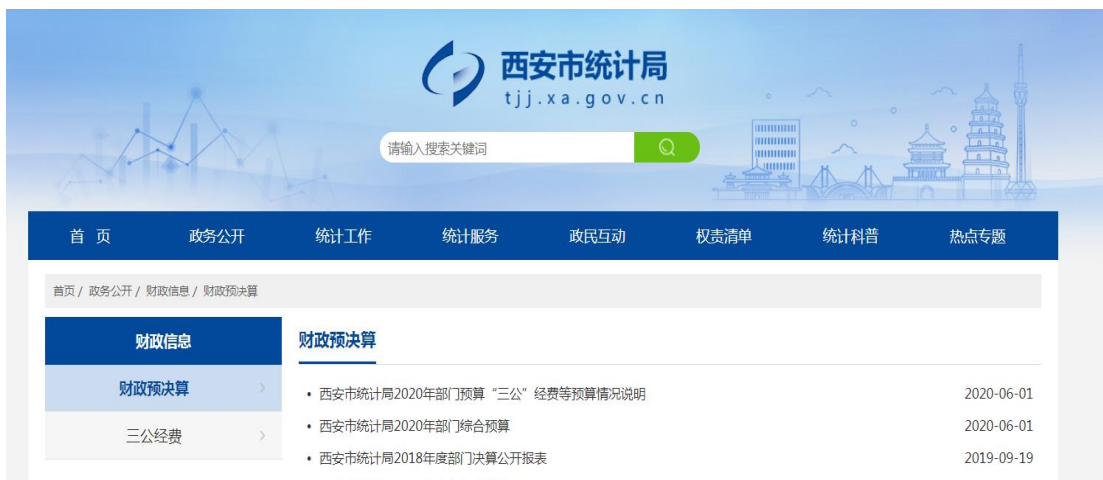 西安市统计局
tjj.xa.gov.cn
请输入搜索关键词
首 页 政务公开 统计工作 统计服务 政民互动 权责清单 统计科普 热点专题
首页 / 政务公开 / 财政信息 / 财政预决算
财政信息
财政预决算
三公经费
财政预决算
• 西安市统计局2020年部门预算“三公”经费等预算情况说明 2020-06-01
• 西安市统计局2020年部门综合预算 2020-06-01
• 西安市统计局2018年度部门决算公开报表 2019-09-19